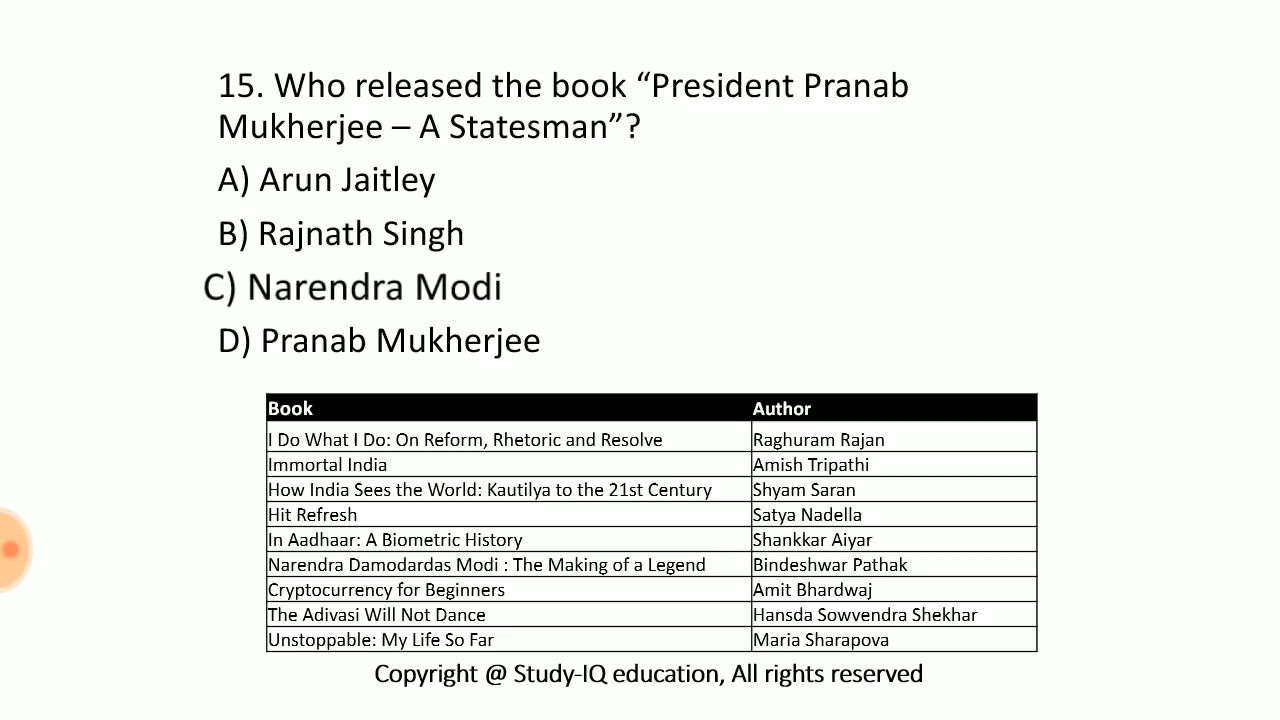 15. Who released the book “President Pranab
Mukherjee – A Statesman”?
A) Arun Jaitley
B) Rajnath Singh
C) Narendra Modi
D) Pranab Mukherjee
Book Author
I Do What I Do: On Reform, Rhetoric and Resolve Raghuram Rajan
Immortal India Amish Tripathi
How India Sees the World: Kautilya to the 21st Century Shyam Saran
Hit Refresh Satya Nadella
In Aadhaar: A Biometric History Shankkar Aiyar
Narendra Damodardas Modi : The Making of a Legend Bindeshwar Pathak
Cryptocurrency for Beginners Amit Bhardwaj
The Adivasi Will Not Dance Hansda Sowvendra Shekhar
Unstoppable: My Life So Far Maria Sharapova
Copyright @ Study-IQ education, All rights reserved